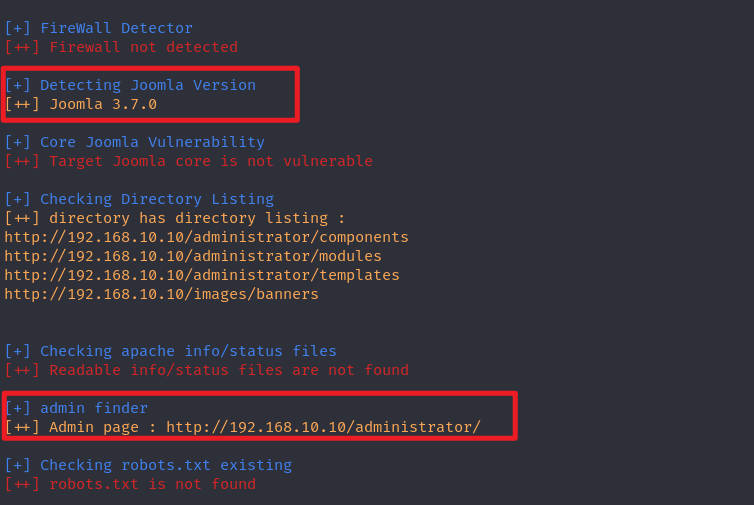 [+] FireWall Detector
[++] Firewall not detected
[+] Detecting Joomla Version
[++] Joomla 3.7.0
[+] Core Joomla Vulnerability
[++] Target Joomla core is not vulnerable
[+] Checking Directory Listing
[++] directory has directory listing :
http://192.168.10.10/administrator/components
http://192.168.10.10/administrator/modules
http://192.168.10.10/administrator/templates
http://192.168.10.10/images/banners
[+] Checking apache info/status files
[++] Readable info/status files are not found
[+] admin finder
[++] Admin page : http://192.168.10.10/administrator/
[+] Checking robots.txt existing
[++] robots.txt is not found